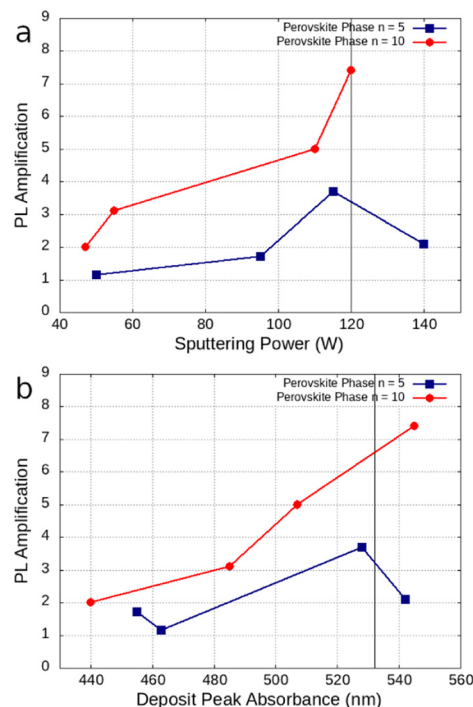 a
Perovskite Phase n = 5
Perovskite Phase n = 10
9
8
7
6
5
4
3
2
1
0
PL Amplification
40 60 80 100 120 140
Sputtering Power (W)
b
Perovskite Phase n = 5
Perovskite Phase n = 10
9
8
7
6
5
4
3
2
1
0
PL Amplification
440 460 480 500 520 540 560
Deposit Peak Absorbance (nm)